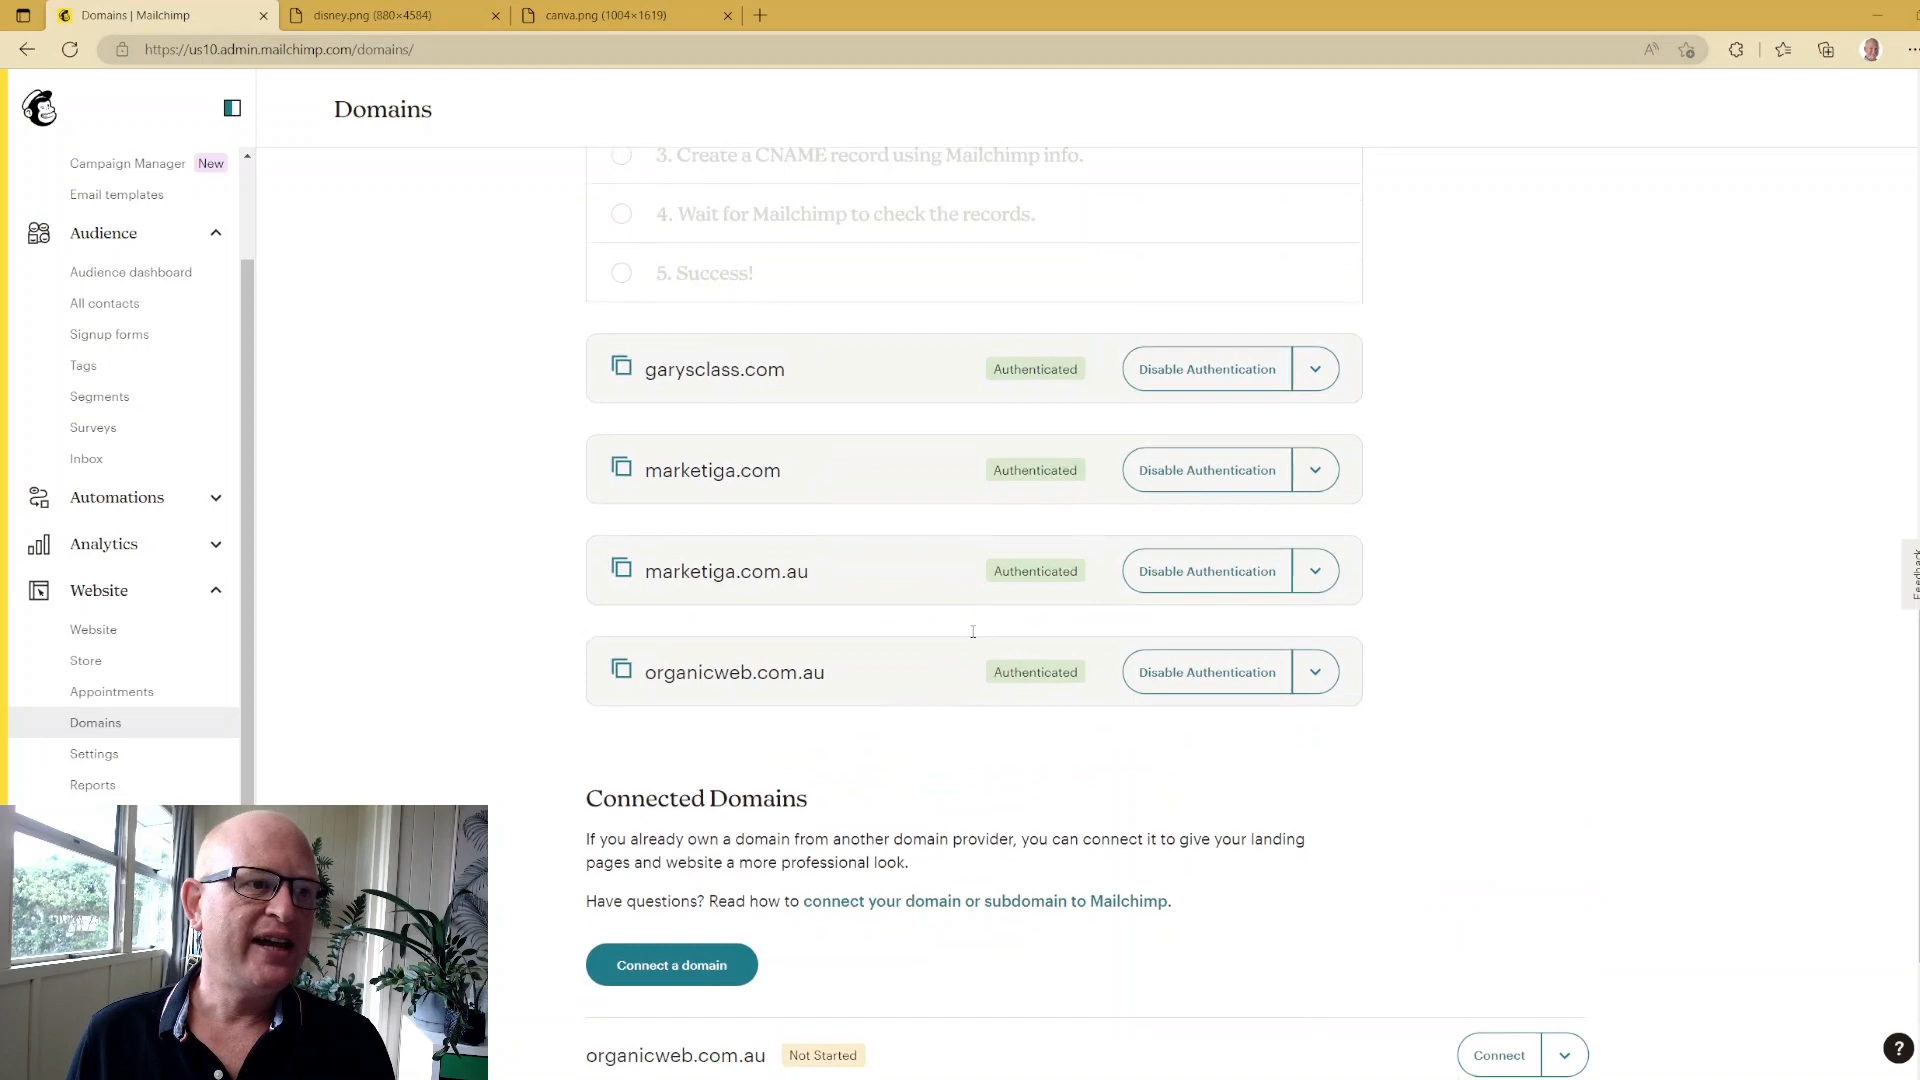 Domains | Mailchimp
disney.png (880×4584)
canva.png (1004×1619)
https://us10.admin.mailchimp.com/domains/
Domains
Campaign Manager New
Email templates
Audience
Audience dashboard
All contacts
Signup forms
Tags
Segments
Surveys
Inbox
Automations
Analytics
Website
Website
Store
Appointments
Domains
Settings
Reports
3. Create a CNAME record using Mailchimp info.
4. Wait for Mailchimp to check the records.
5. Success!
garysclass.com Authenticated Disable Authentication
marketiga.com Authenticated Disable Authentication
marketiga.com.au Authenticated Disable Authentication
organicweb.com.au Authenticated Disable Authentication
Connected Domains
If you already own a domain from another domain provider, you can connect it to give your landing
pages and website a more professional look.
Have questions? Read how to connect your domain or subdomain to Mailchimp.
Connect a domain
organicweb.com.au Not Started Connect
Feedback
?